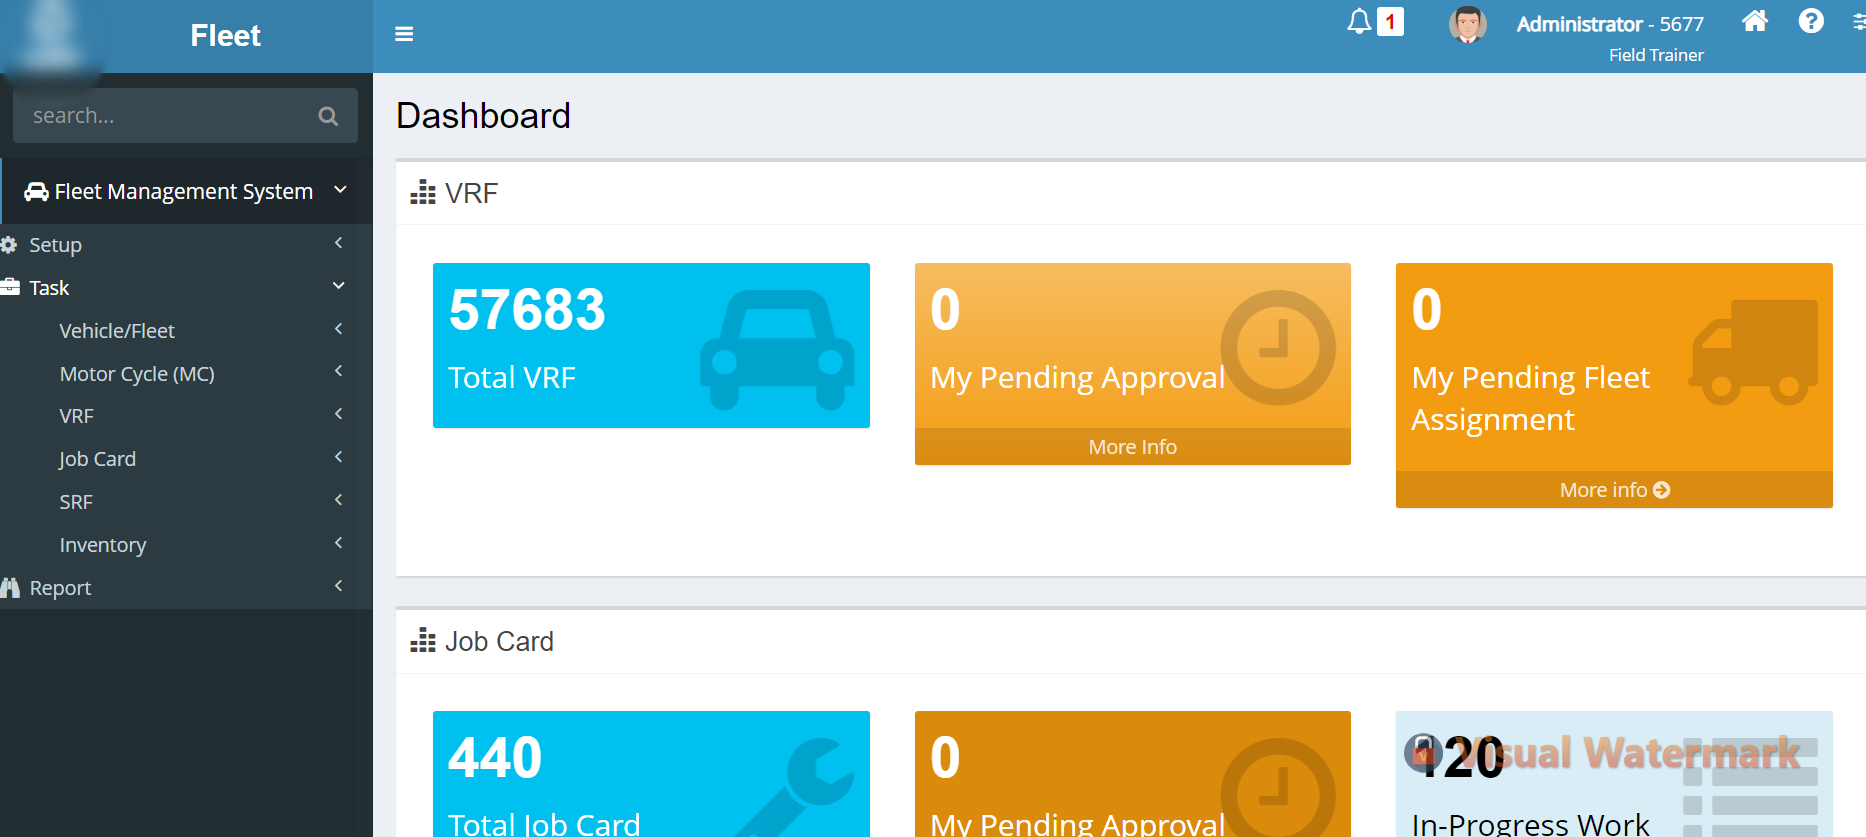 Fleet
1
Administrator - 5677
Field Trainer
search...
Fleet Management System
Setup
Task
Vehicle/Fleet
Motor Cycle (MC)
VRF
Job Card
SRF
Inventory
Report
Dashboard
VRF
57683
Total VRF
0
My Pending Approval
More Info
0
My Pending Fleet
Assignment
More info
Job Card
440
Total Job Card
0
My Pending Approval
120
In-Progress Work
Visual Watermark